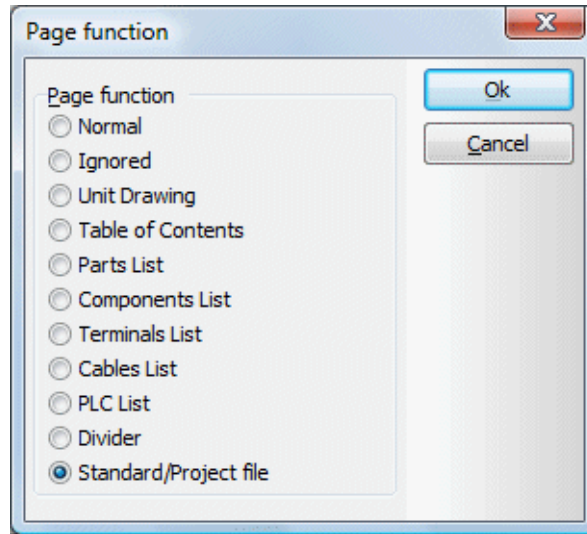 Page function
Page function
Normal
Ignored
Unit Drawing
Table of Contents
Parts List
Components List
Terminals List
Cables List
PLC List
Divider
Standard/Project file
Ok
Cancel